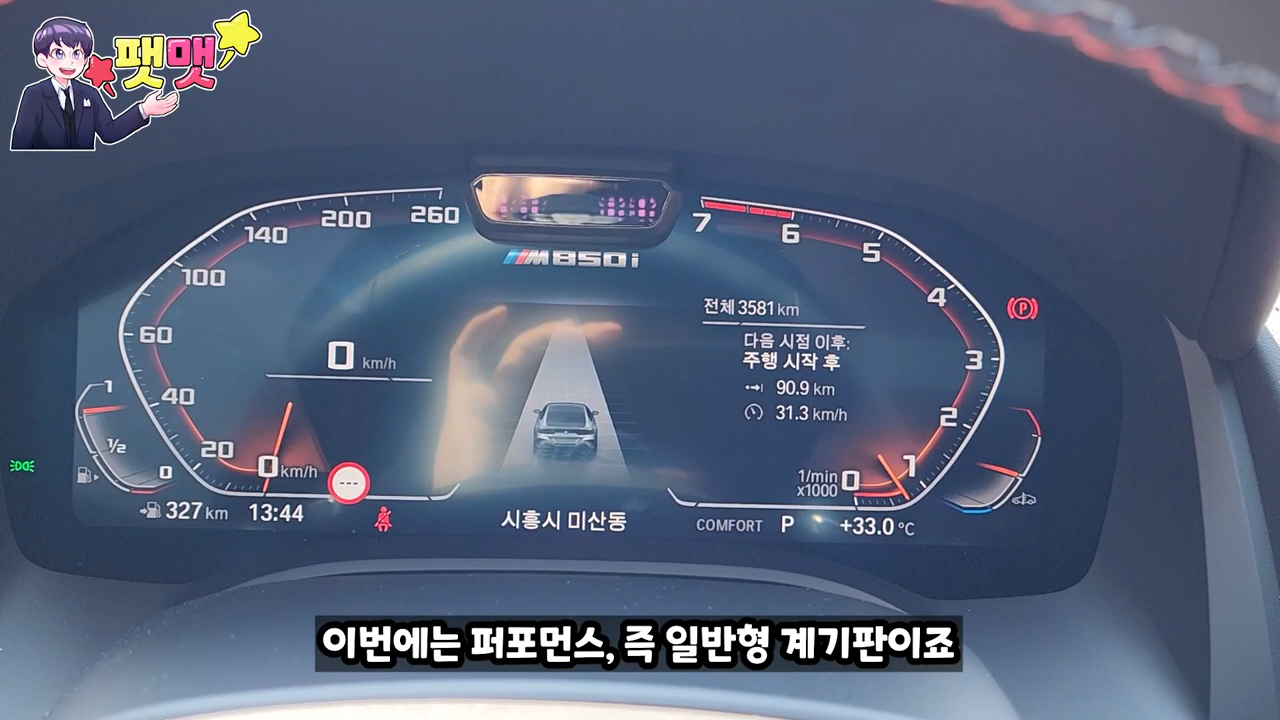 팻맷
260
200
140
100
60
40
20
0 km/h
0 km/h
1
1/2
0
327 km
13:44
---
M850i
시흥시 미산동
전체 3581 km
다음 시점 이후:
주행 시작 후
90.9 km
31.3 km/h
7
6
5
4
3
2
1
0
1/min
x1000
(P)
COMFORT P +33.0 °C
이번에는 퍼포먼스, 즉 일반형 계기판이죠